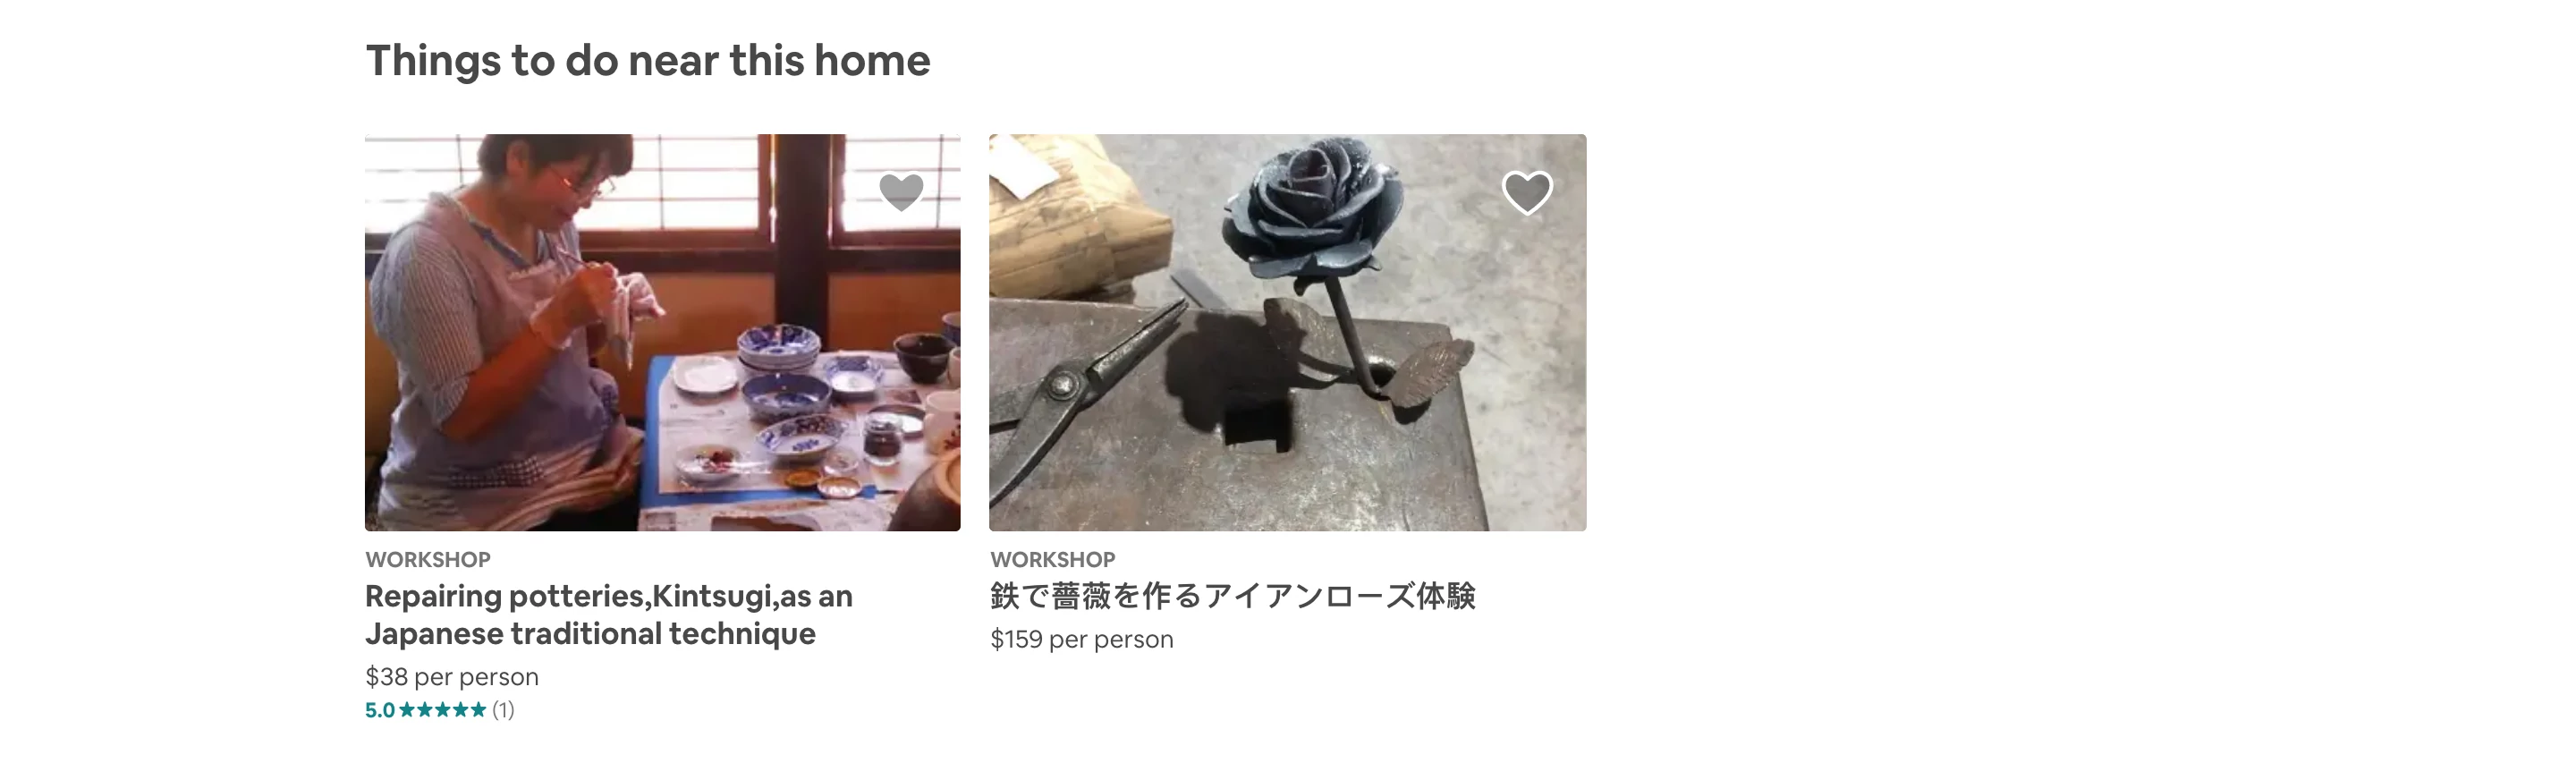 Things to do near this home
WORKSHOP
Repairing potteries,Kintsugi,as an
Japanese traditional technique
$38 per person
5.0★★★★★ (1)
WORKSHOP
鉄で薔薇を作るアイアンローズ体験
$159 per person